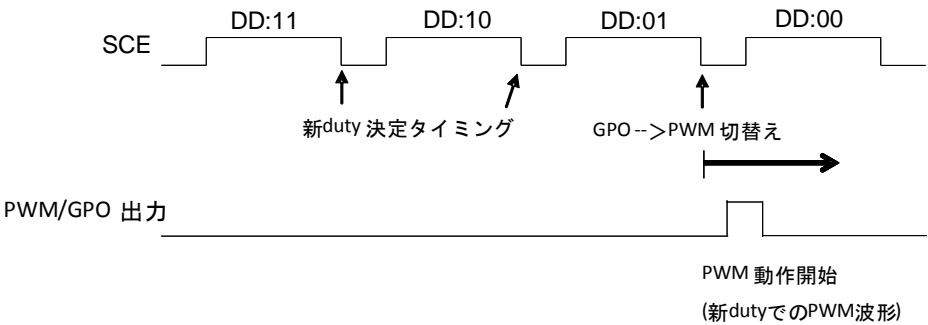 DD:11 DD:10 DD:01 DD:00
SCE
新duty 決定タイミング GPO -->PWM 切替え
PWM/GPO 出力
PWM 動作開始
(新dutyでのPWM波形)